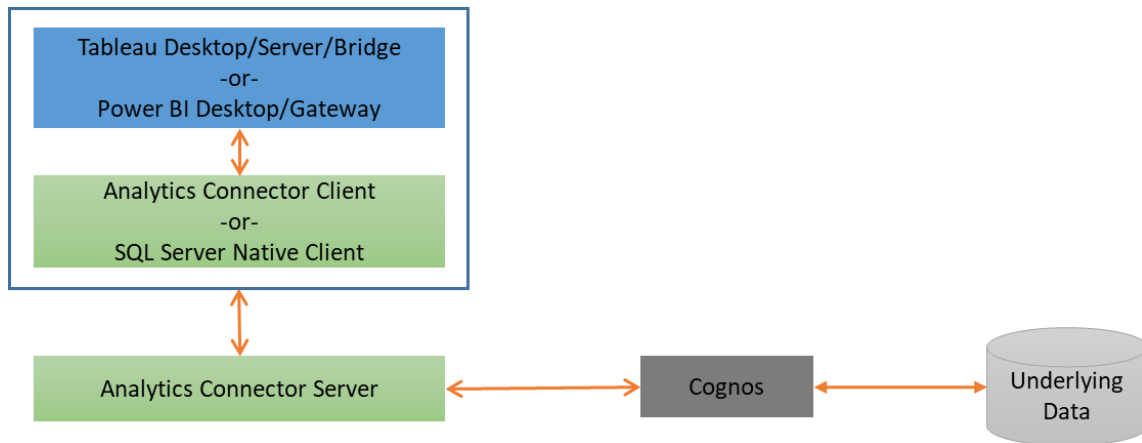 Tableau Desktop/Server/Bridge
-or-
Power BI Desktop/Gateway
Analytics Connector Client
-or-
SQL Server Native Client
Analytics Connector Server
Cognos
Underlying
Data